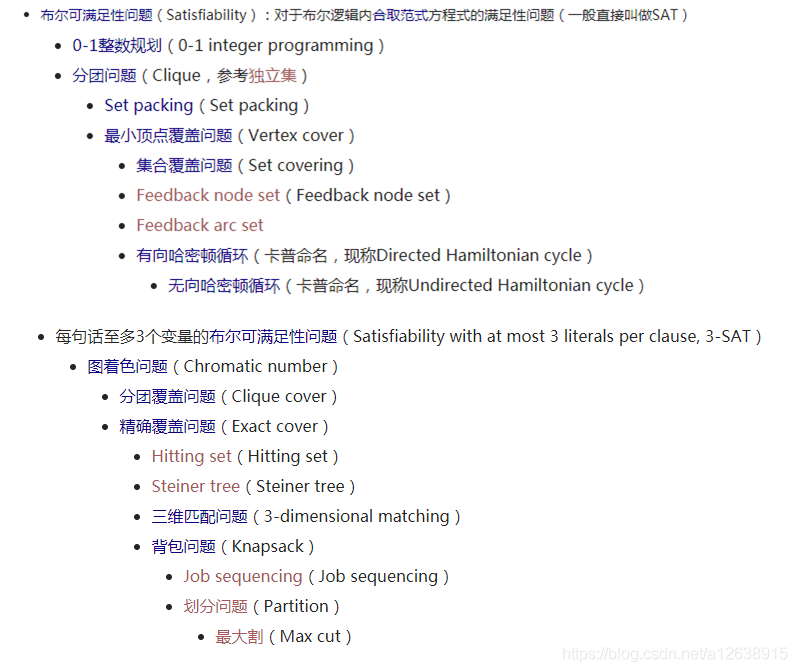 布尔可满足性问题（Satisfiability）：对于布尔逻辑内合取范式方程式的满足性问题（一般直接叫做SAT）
0-1整数规划（0-1 integer programming）
分团问题（Clique，参考独立集）
Set packing（Set packing）
最小顶点覆盖问题（Vertex cover）
集合覆盖问题（Set covering）
Feedback node set（Feedback node set）
Feedback arc set
有向哈密顿循环（卡普命名，现称Directed Hamiltonian cycle）
无向哈密顿循环（卡普命名，现称Undirected Hamiltonian cycle）
每句话至多3个变量的布尔可满足性问题（Satisfiability with at most 3 literals per clause, 3-SAT）
图着色问题（Chromatic number）
分团覆盖问题（Clique cover）
精确覆盖问题（Exact cover）
Hitting set（Hitting set）
Steiner tree（Steiner tree）
三维匹配问题（3-dimensional matching）
背包问题（Knapsack）
Job sequencing（Job sequencing）
划分问题（Partition）
最大割（Max cut）
https://blog.csdn.net/a12638915